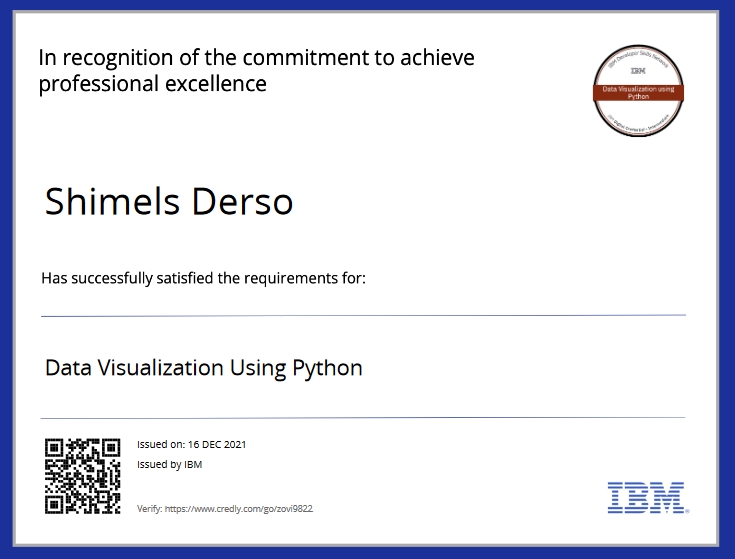 In recognition of the commitment to achieve
professional excellence
IBM Developer Skills Network
IBM
Data Visualization using
Python
Shimels Derso
Has successfully satisfied the requirements for:
Data Visualization Using Python
Issued on: 16 DEC 2021
Issued by IBM
Verify: https://www.credly.com/go/zovi9822
IBM